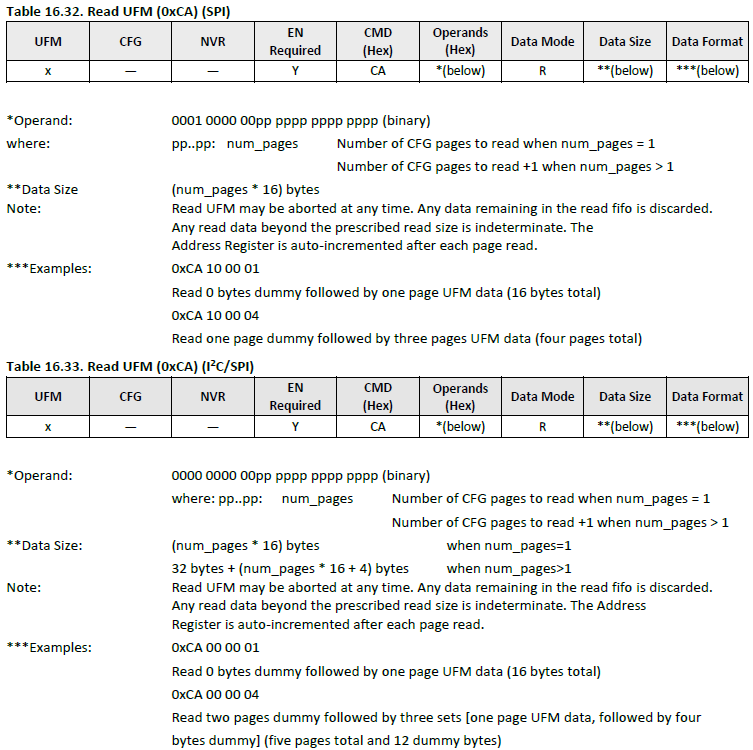 Table 16.32. Read UFM (0xCA) (SPI)
UFM CFG NVR EN Required CMD (Hex) Operands (Hex) Data Mode Data Size Data Format
x — — Y CA *(below) R **(below) ***(below)
*Operand: 0001 0000 00pp pppp pppp pppp (binary)
where: pp..pp: num_pages Number of CFG pages to read when num_pages = 1
Number of CFG pages to read +1 when num_pages > 1
**Data Size (num_pages * 16) bytes
Note: Read UFM may be aborted at any time. Any data remaining in the read fifo is discarded.
Any read data beyond the prescribed read size is indeterminate. The
Address Register is auto-incremented after each page read.
***Examples: 0xCA 10 00 01
Read 0 bytes dummy followed by one page UFM data (16 bytes total)
0xCA 10 00 04
Read one page dummy followed by three pages UFM data (four pages total)
Table 16.33. Read UFM (0xCA) (I²C/SPI)
UFM CFG NVR EN Required CMD (Hex) Operands (Hex) Data Mode Data Size Data Format
x — — Y CA *(below) R **(below) ***(below)
*Operand: 0000 0000 00pp pppp pppp pppp (binary)
where: pp..pp: num_pages Number of CFG pages to read when num_pages = 1
Number of CFG pages to read +1 when num_pages > 1
**Data Size: (num_pages * 16) bytes when num_pages=1
32 bytes + (num_pages * 16 + 4) bytes when num_pages>1
Note: Read UFM may be aborted at any time. Any data remaining in the read fifo is discarded.
Any read data beyond the prescribed read size is indeterminate. The Address
Register is auto-incremented after each page read.
***Examples: 0xCA 00 00 01
Read 0 bytes dummy followed by one page UFM data (16 bytes total)
0xCA 00 00 04
Read two pages dummy followed by three sets [one page UFM data, followed by four
bytes dummy] (five pages total and 12 dummy bytes)